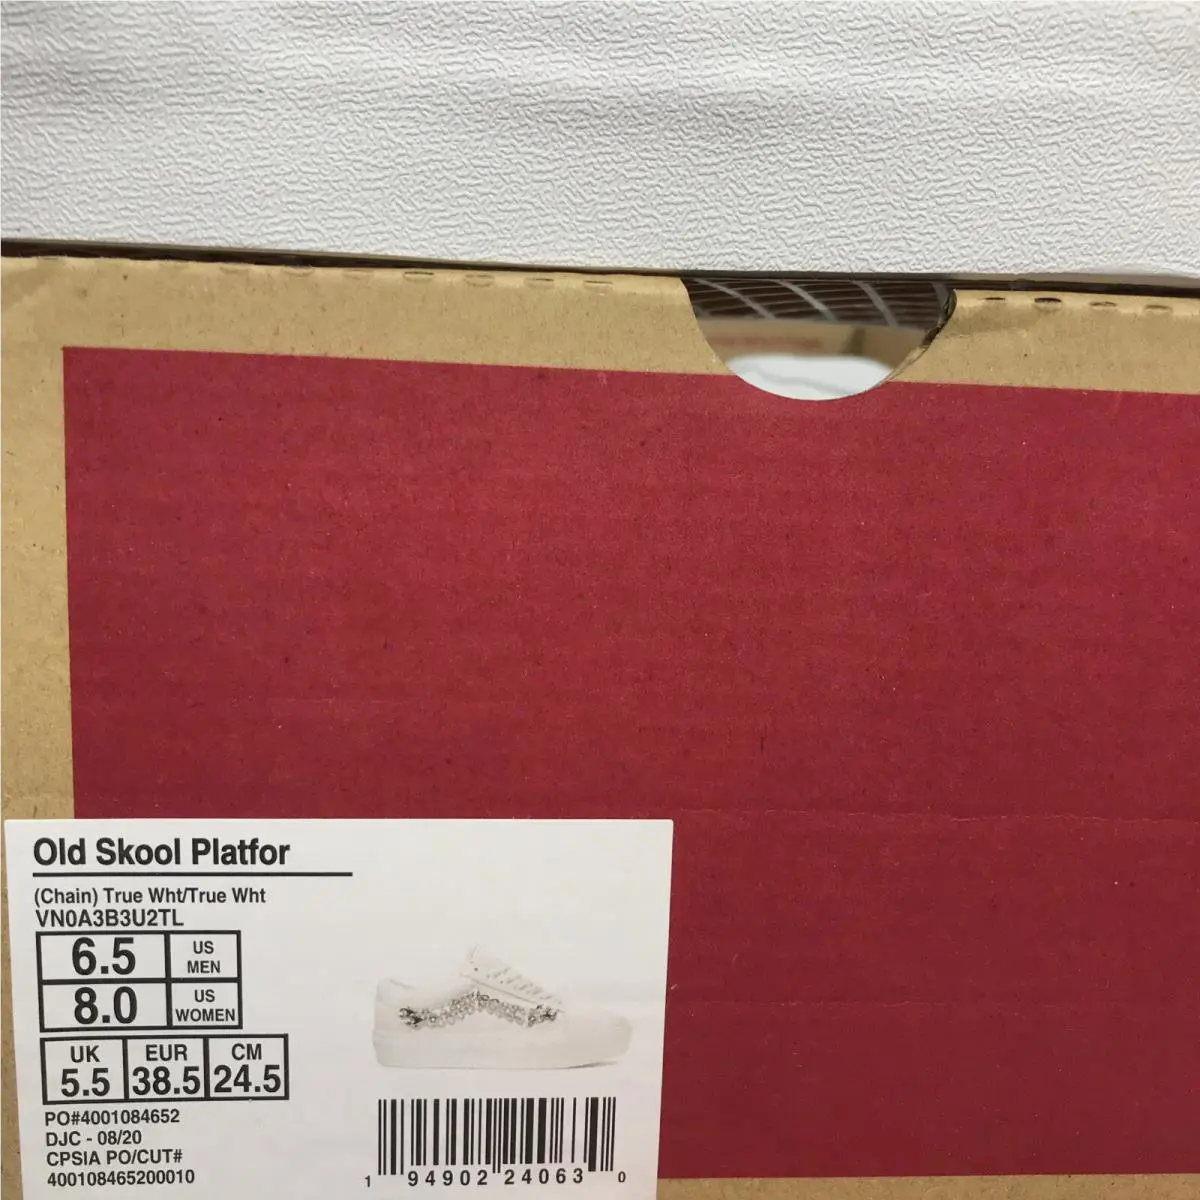 Old Skool Platfor
(Chain) True Wht/True Wht
VN0A3B3U2TL
6.5 US MEN
8.0 US WOMEN
UK EUR CM
5.5 38.5 24.5
PO#4001084652
DJC - 08/20
CPSIA PO/CUT#
400108465200010
1 94902 24063 0